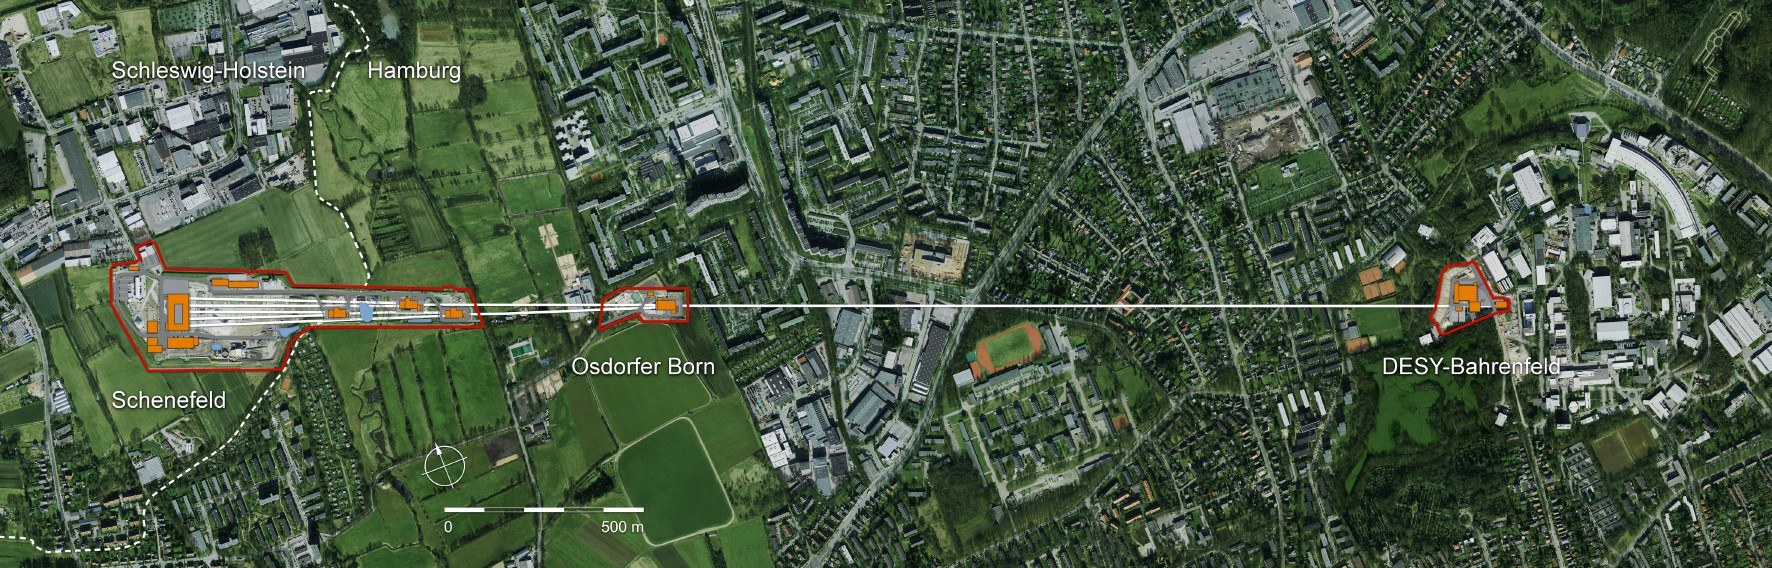 Schleswig-Holstein
Hamburg
Osdorfer Born
DESY-Bahrenfeld
Schenefeld
0
500 m